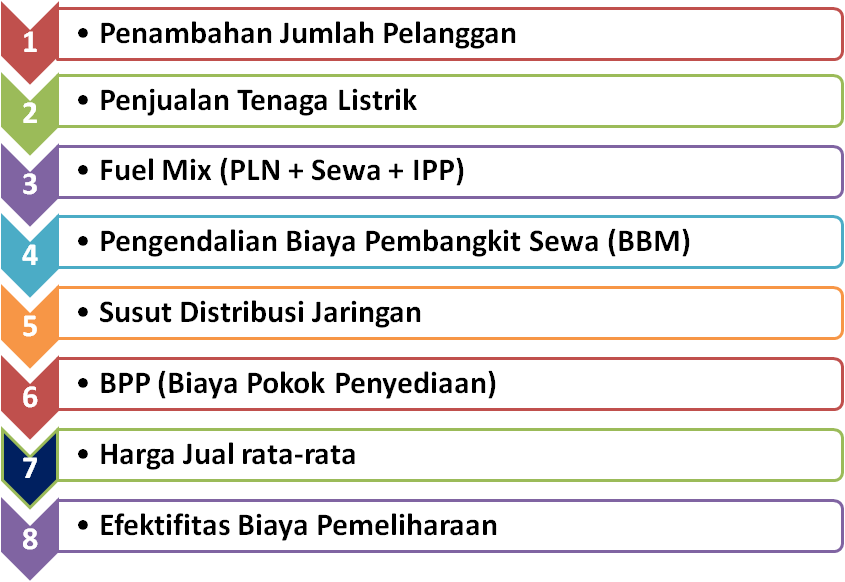 1 • Penambahan Jumlah Pelanggan
2 • Penjualan Tenaga Listrik
3 • Fuel Mix (PLN + Sewa + IPP)
4 • Pengendalian Biaya Pembangkit Sewa (BBM)
5 • Susut Distribusi Jaringan
6 • BPP (Biaya Pokok Penyediaan)
7 • Harga Jual rata-rata
8 • Efektifitas Biaya Pemeliharaan